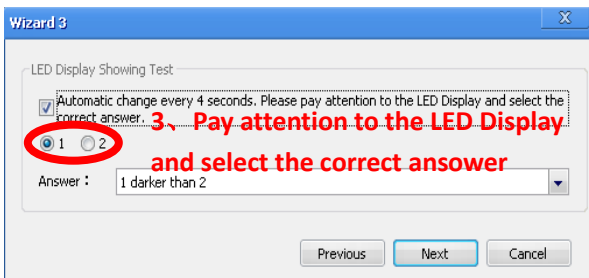 Wizard 3
X
LED Display Showing Test
Automatic change every 4 seconds. Please pay attention to the LED Display and select the
correct answer.
3、 Pay attention to the LED Display
1 2
and select the correct ansower
Answer： 1 darker than 2
Previous Next Cancel